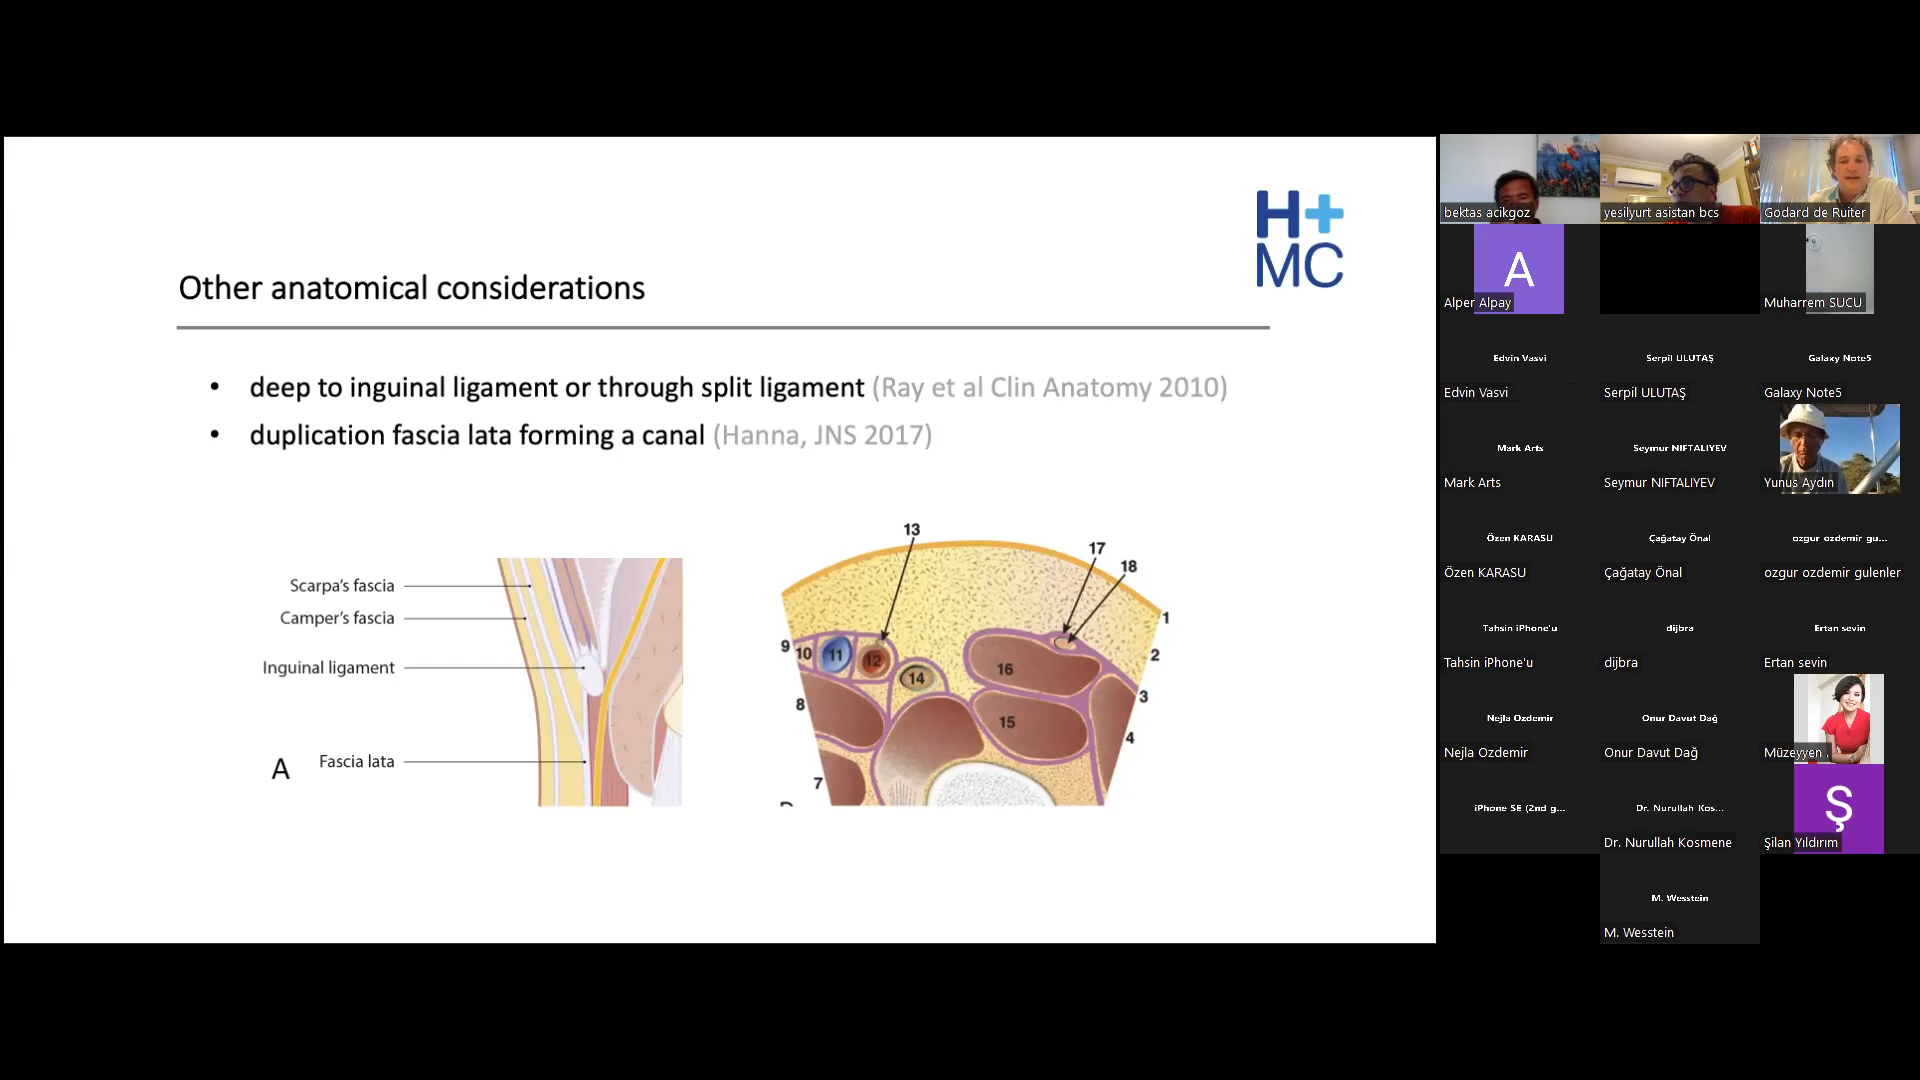 H+
MC
Other anatomical considerations
• deep to inguinal ligament or through split ligament (Ray et al Clin Anatomy 2010)
• duplication fascia lata forming a canal (Hanna, JNS 2017)
Scarpa's fascia
Camper's fascia
Inguinal ligament
A
Fascia lata
13
17
18
1
9
10
11
12
14
16
2
8
15
3
4
7
bektas acikgoz
yesilyurt asistan bcs
Godard de Ruiter
A
Alper Alpay
Muharrem SUCU
Edvin Vasvi
Edvin Vasvi
Serpil ULUTAŞ
Serpil ULUTAŞ
Galaxy Note5
Galaxy Note5
Mark Arts
Mark Arts
Seymur NIFTALIYEV
Seymur NIFTALIYEV
Yunus Aydın
Özen KARASU
Özen KARASU
Çağatay Önal
Çağatay Önal
ozgur ozdemir gu...
ozgur ozdemir gulenler
Tahsin iPhone'u
Tahsin iPhone'u
dijbra
dijbra
Ertan sevin
Ertan sevin
Nejla Ozdemir
Nejla Ozdemir
Onur Davut Dağ
Onur Davut Dağ
Müzeyyen .
iPhone SE (2nd g...
Dr. Nurullah Kos...
Dr. Nurullah Kosmene
Ş
Şilan Yıldırım
M. Wesstein
M. Wesstein